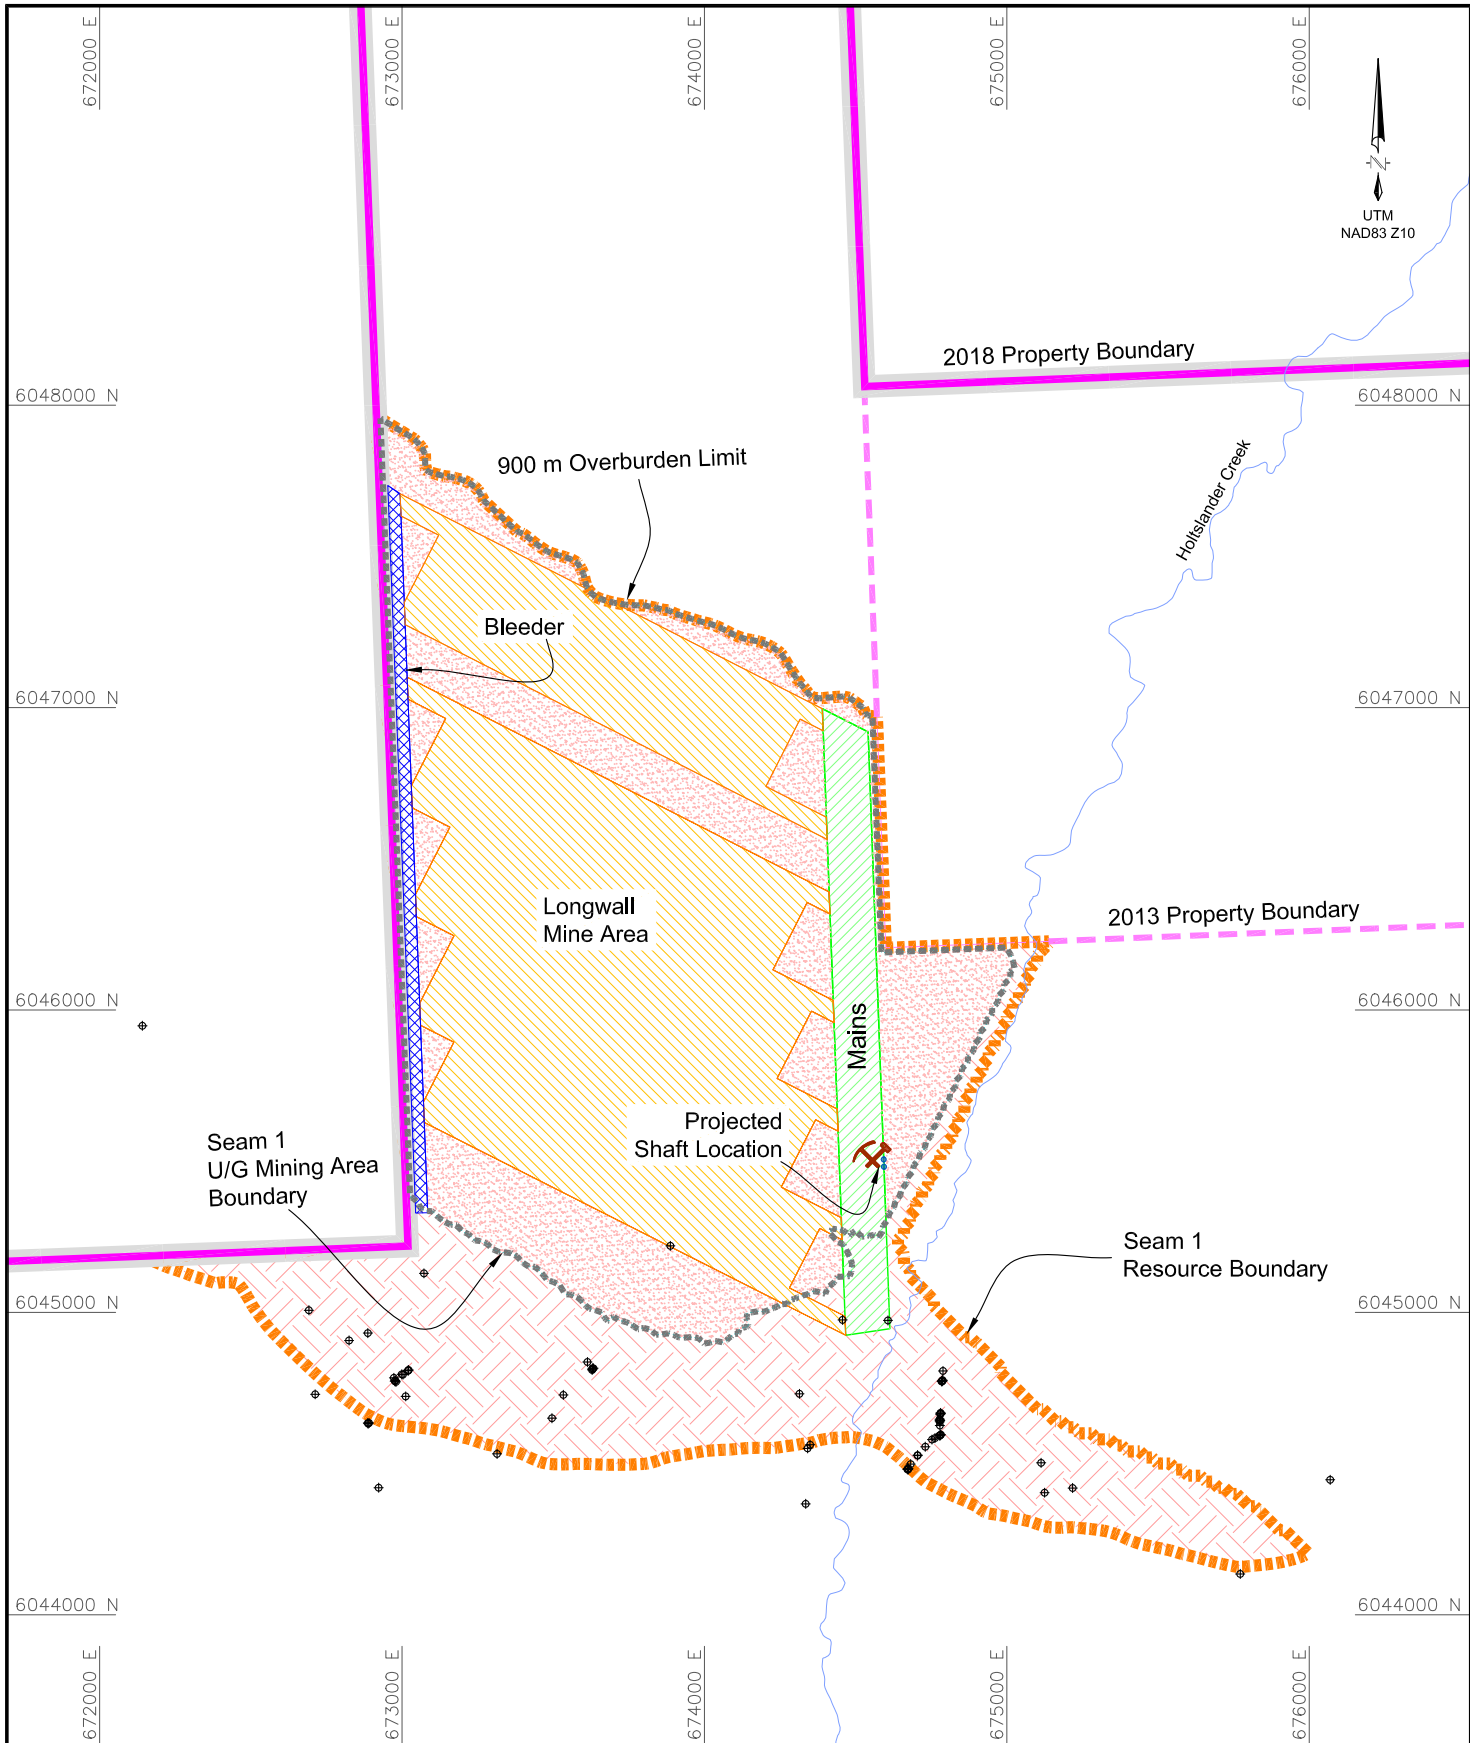 672000 E
673000 E
674000 E
675000 E
676000 E
N
UTM
NAD83 Z10
2018 Property Boundary
6048000 N
6048000 N
900 m Overburden Limit
Holtslander Creek
Bleeder
6047000 N
6047000 N
Longwall
Mine Area
2013 Property Boundary
6046000 N
6046000 N
Mains
Projected
Shaft Location
Seam 1
U/G Mining Area
Boundary
Seam 1
Resource Boundary
6045000 N
6045000 N
6044000 N
6044000 N
672000 E
673000 E
674000 E
675000 E
676000 E